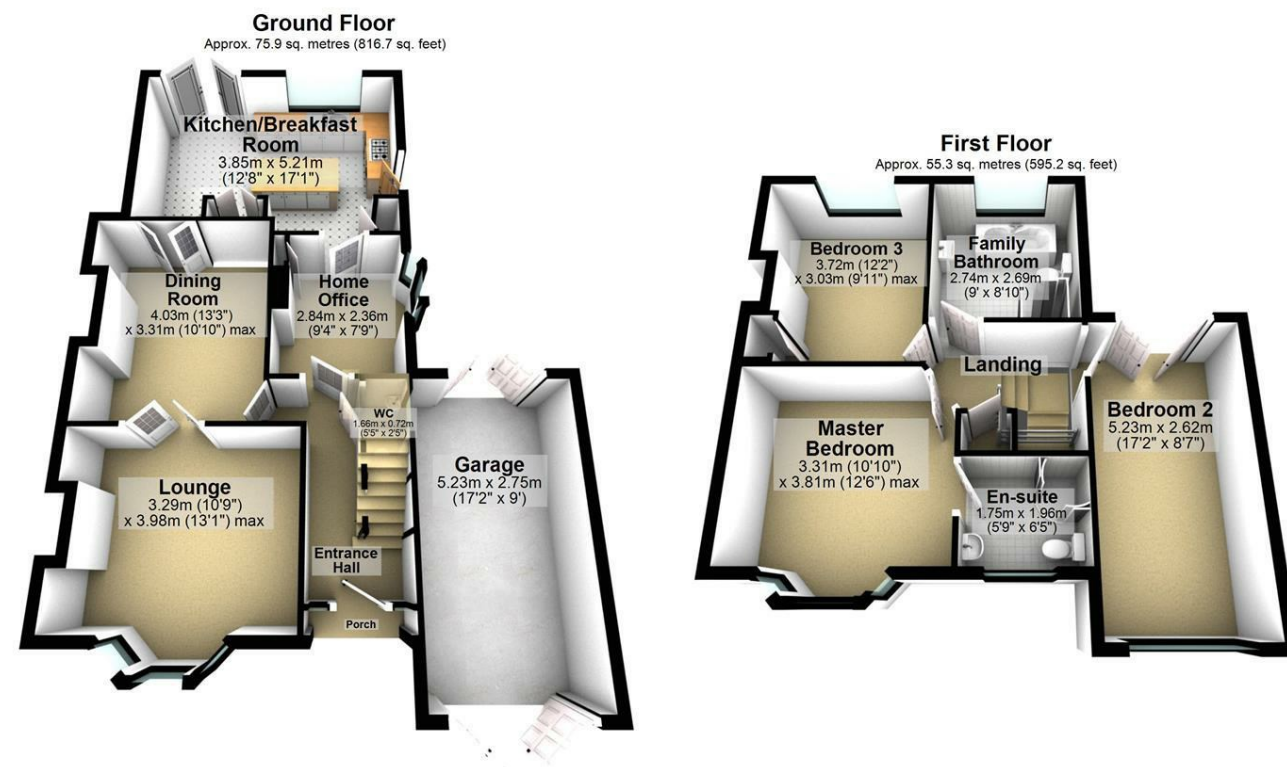 Ground Floor
Approx. 75.9 sq. metres (816.7 sq. feet)
Kitchen/Breakfast
Room
3.85m x 5.21m
(12'8" x 17'1")
Dining
Room
4.03m (13'3")
x 3.31m (10'10") max
Home
Office
2.84m x 2.36m
(9'4" x 7'9")
WC
1.66m x 0.72m
(5'5" x 2'5")
Garage
5.23m x 2.75m
(17'2" x 9')
Lounge
3.29m (10'9")
x 3.98m (13'1") max
Entrance
Hall
Porch
First Floor
Approx. 55.3 sq. metres (595.2 sq. feet)
Bedroom 3
3.72m (12'2")
x 3.03m (9'11") max
Family
Bathroom
2.74m x 2.69m
(9' x 8'10")
Landing
Master
Bedroom
3.31m (10'10")
x 3.81m (12'6") max
Bedroom 2
5.23m x 2.62m
(17'2" x 8'7")
En-suite
1.75m x 1.96m
(5'9" x 6'5")